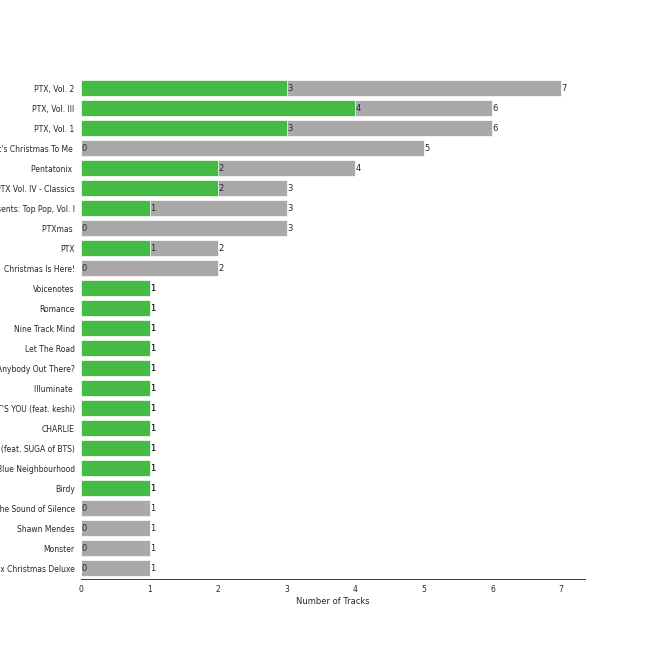 PTX, Vol. 2 3 7
PTX, Vol. III 4 6
PTX, Vol. 1 3 6
's Christmas To Me 0 5
Pentatonix 2 4
PTX Vol. IV - Classics 2 3
sents: Top Pop, Vol. I 1 3
PTXmas 0 3
PTX 1 2
Christmas Is Here! 0 2
Voicenotes 1
Romance 1
Nine Track Mind 1
Let The Road 1
Anybody Out There? 1
Illuminate 1
'S YOU (feat. keshi) 1
CHARLIE 1
(feat. SUGA of BTS) 1
Blue Neighbourhood 1
Birdy 1
he Sound of Silence 0 1
Shawn Mendes 0 1
Monster 0 1
x Christmas Deluxe 0 1
0 1 2 3 4 5 6 7
Number of Tracks